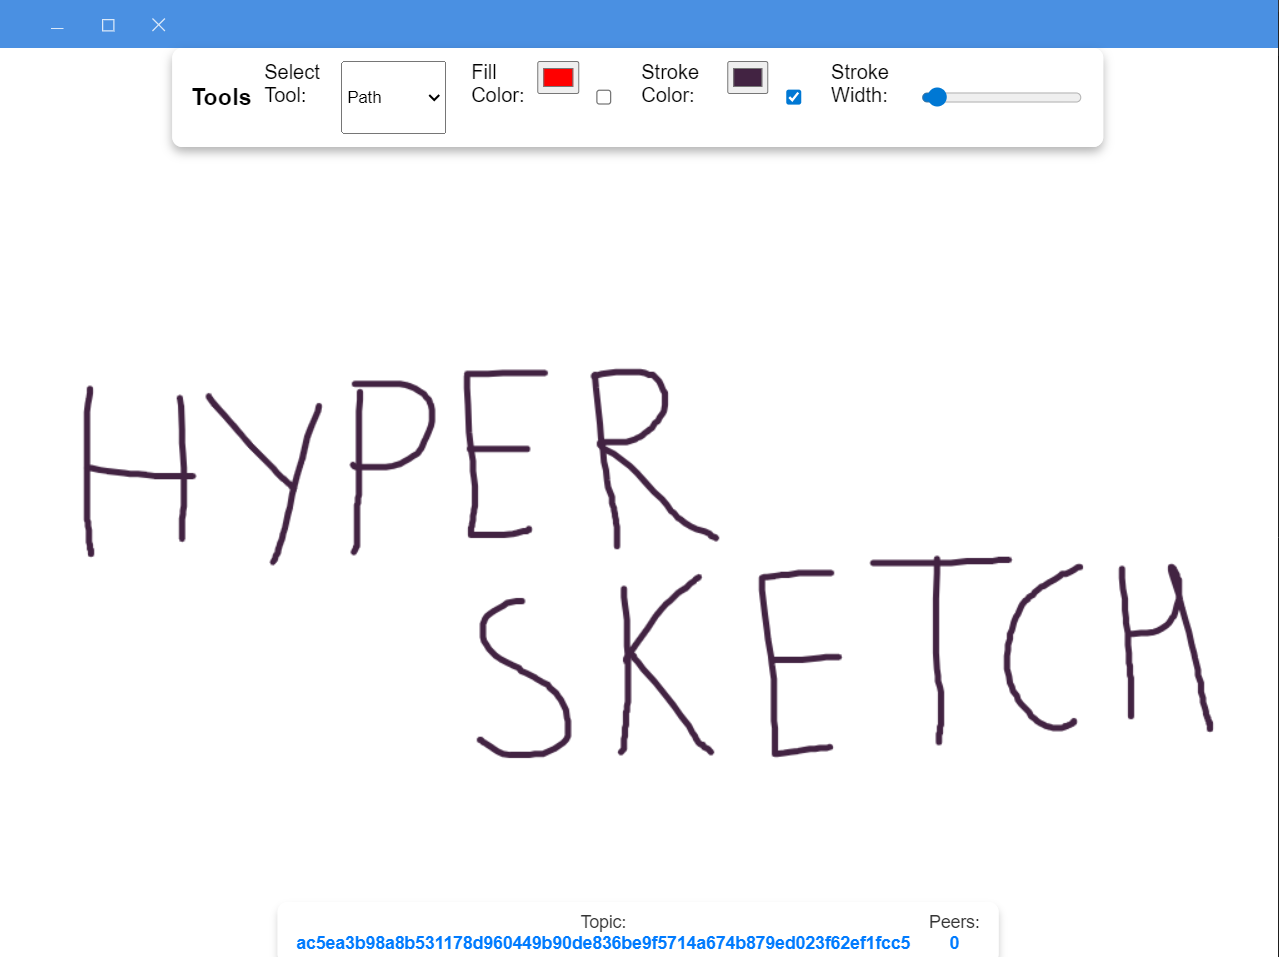 Tools
Select Tool:
Path
Fill Color:
Stroke Color:
Stroke Width:
HYPER
SKETCH
Topic:
ac5ea3b98a8b531178d960449b90de836be9f5714a674b879ed023f62ef1fcc5
Peers:
0